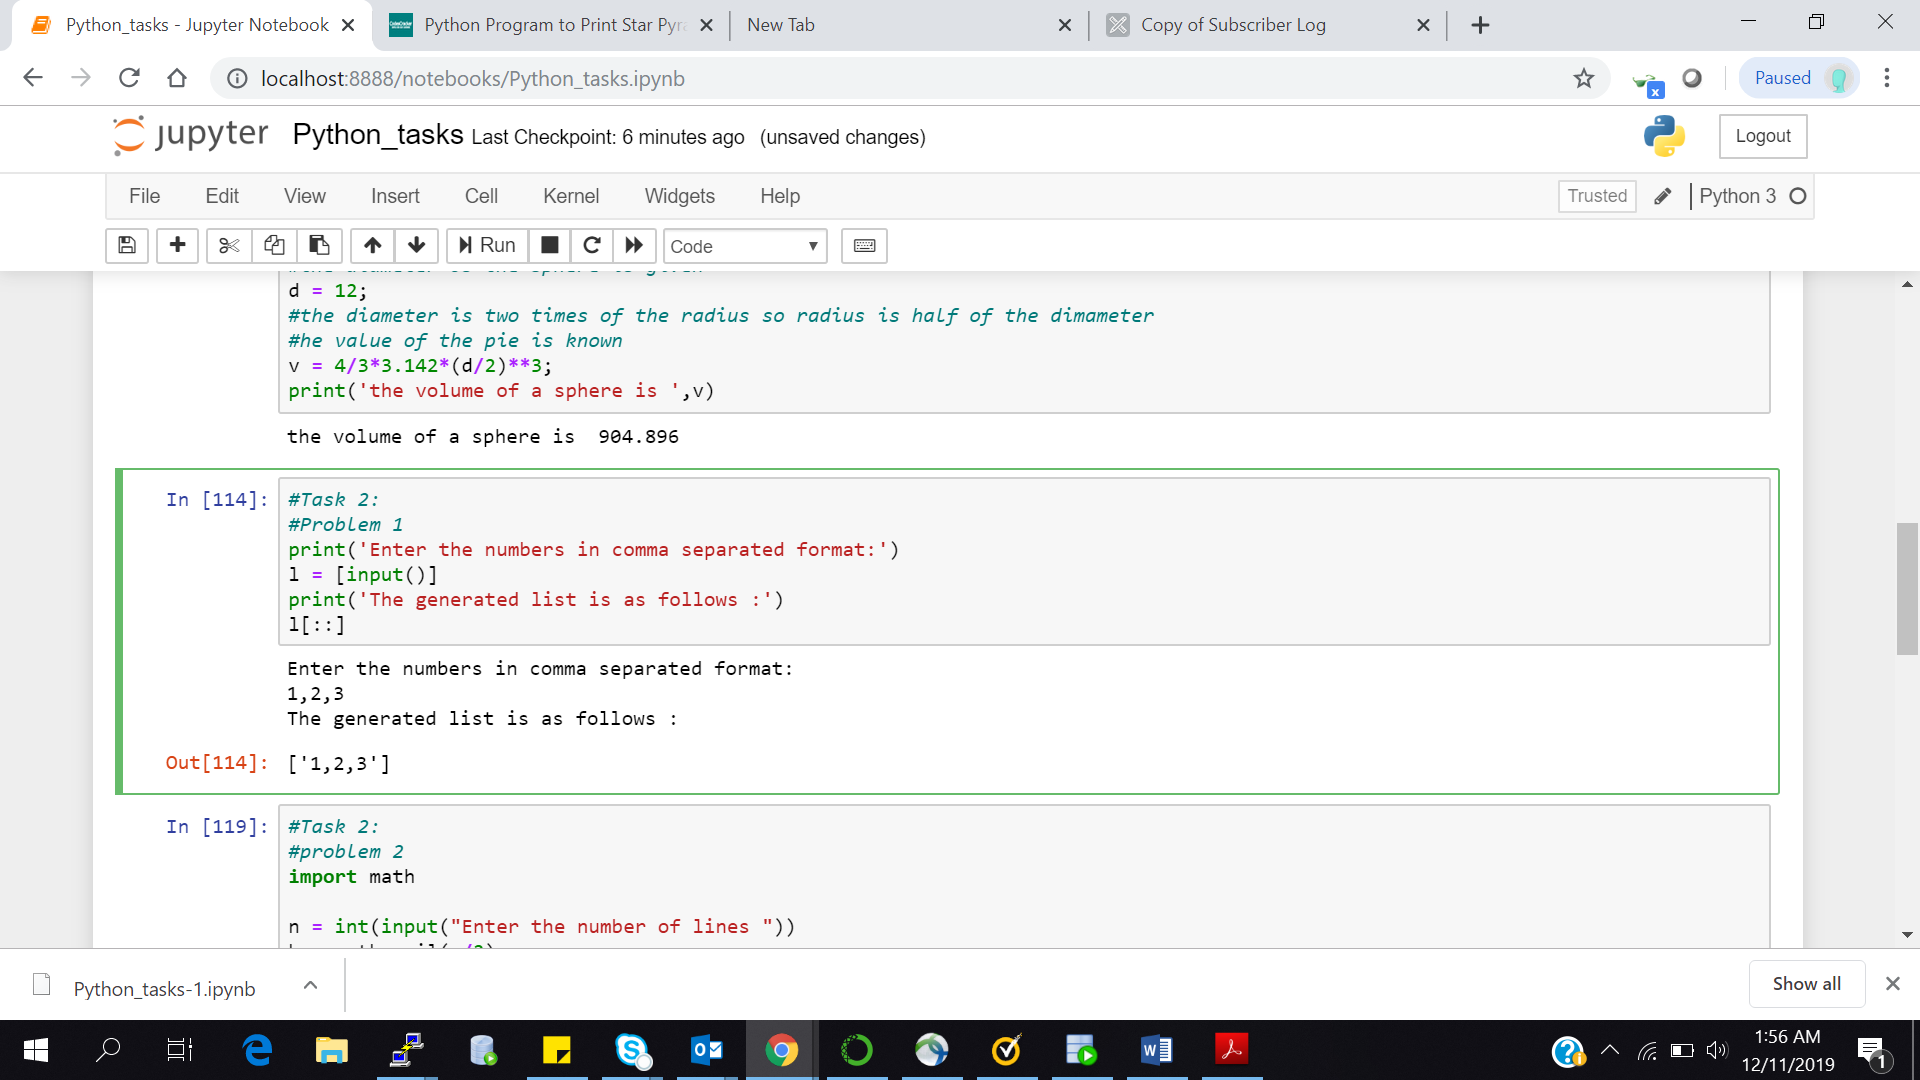 Python_tasks - Jupyter Notebook
Python Program to Print Star Pyra
New Tab
Copy of Subscriber Log
localhost:8888/notebooks/Python_tasks.ipynb
Paused
jupyter Python_tasks Last Checkpoint: 6 minutes ago (unsaved changes)
Logout
File Edit View Insert Cell Kernel Widgets Help
Trusted
Python 3
Run
Code
d = 12;
#the diameter is two times of the radius so radius is half of the dimameter
#he value of the pie is known
v = 4/3*3.142*(d/2)**3;
print('the volume of a sphere is ',v)
the volume of a sphere is  904.896
In [114]:
#Task 2:
#Problem 1
print('Enter the numbers in comma separated format:')
l = [input()]
print('The generated list is as follows :')
l[::]
Enter the numbers in comma separated format:
1,2,3
The generated list is as follows :
Out[114]: ['1,2,3']
In [119]:
#Task 2:
#problem 2
import math
n = int(input("Enter the number of lines "))
Python_tasks-1.ipynb
Show all
1:56 AM
12/11/2019
1